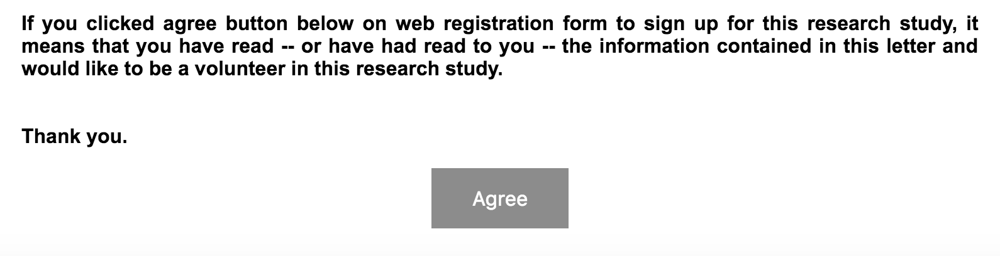 If you clicked agree button below on web registration form to sign up for this research study, it
means that you have read -- or have had read to you -- the information contained in this letter and
would like to be a volunteer in this research study.
Thank you.
Agree